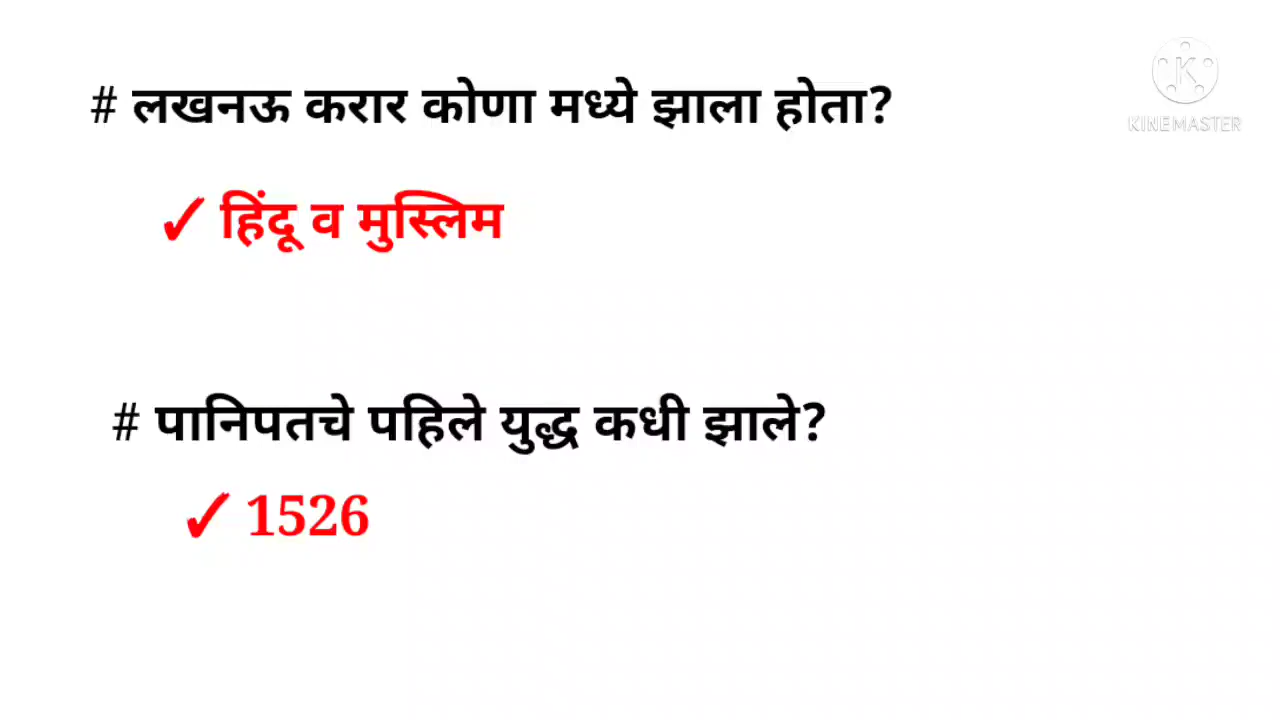 # लखनऊ करार कोणा मध्ये झाला होता?
KINEMASTER
✓ हिंदू व मुस्लिम
# पानिपतचे पहिले युद्ध कधी झाले?
✓ 1526